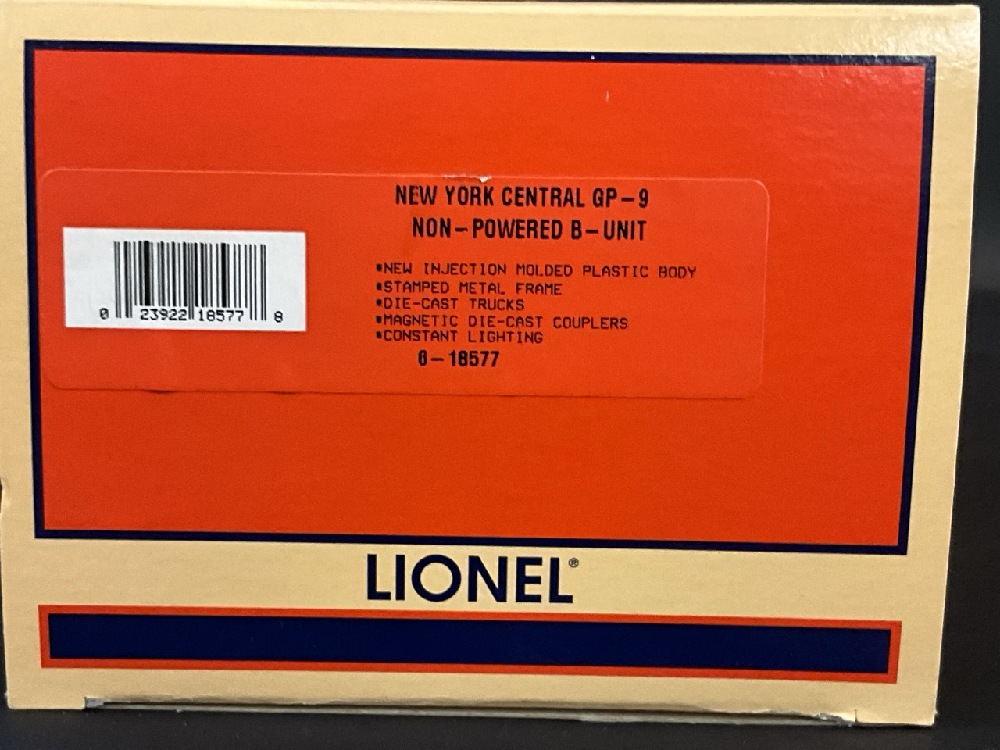 NEW YORK CENTRAL GP-9
NON-POWERED B-UNIT
•NEW INJECTION MOLDED PLASTIC BODY
•STAMPED METAL FRAME
•DIE-CAST TRUCKS
•MAGNETIC DIE-CAST COUPLERS
•CONSTANT LIGHTING
6-18577
0 23922 18577 8
LIONEL®